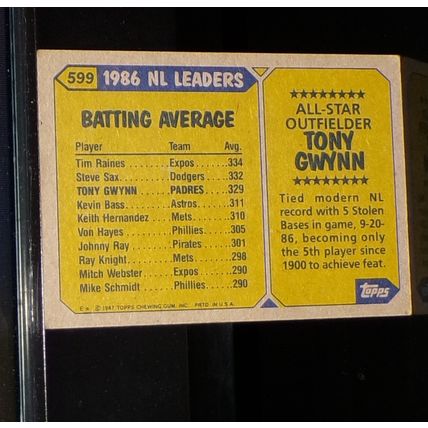 599 1986 NL LEADERS
BATTING AVERAGE
Player Team Avg.
Tim Raines Expos......334
Steve Sax......Dodgers......332
TONY GWYNN......PADRES....329
Kevin Bass......Astros......311
Keith Hernandez....Mets......310
Von Hayes......Phillies.....305
Johnny Ray.....Pirates.....301
Ray Knight......Mets......298
Mitch Webster....Expos......290
Mike Schmidt....Phillies....290
© 1987 TOPPS CHEWING GUM, INC. PRTD. IN U.S.A.
★★★★★★★★
ALL-STAR
OUTFIELDER
TONY
GWYNN
★★★★★★★★
Tied modern NL
record with 5 Stolen
Bases in game, 9-20-
86, becoming only
the 5th player since
1900 to achieve feat.
Topps